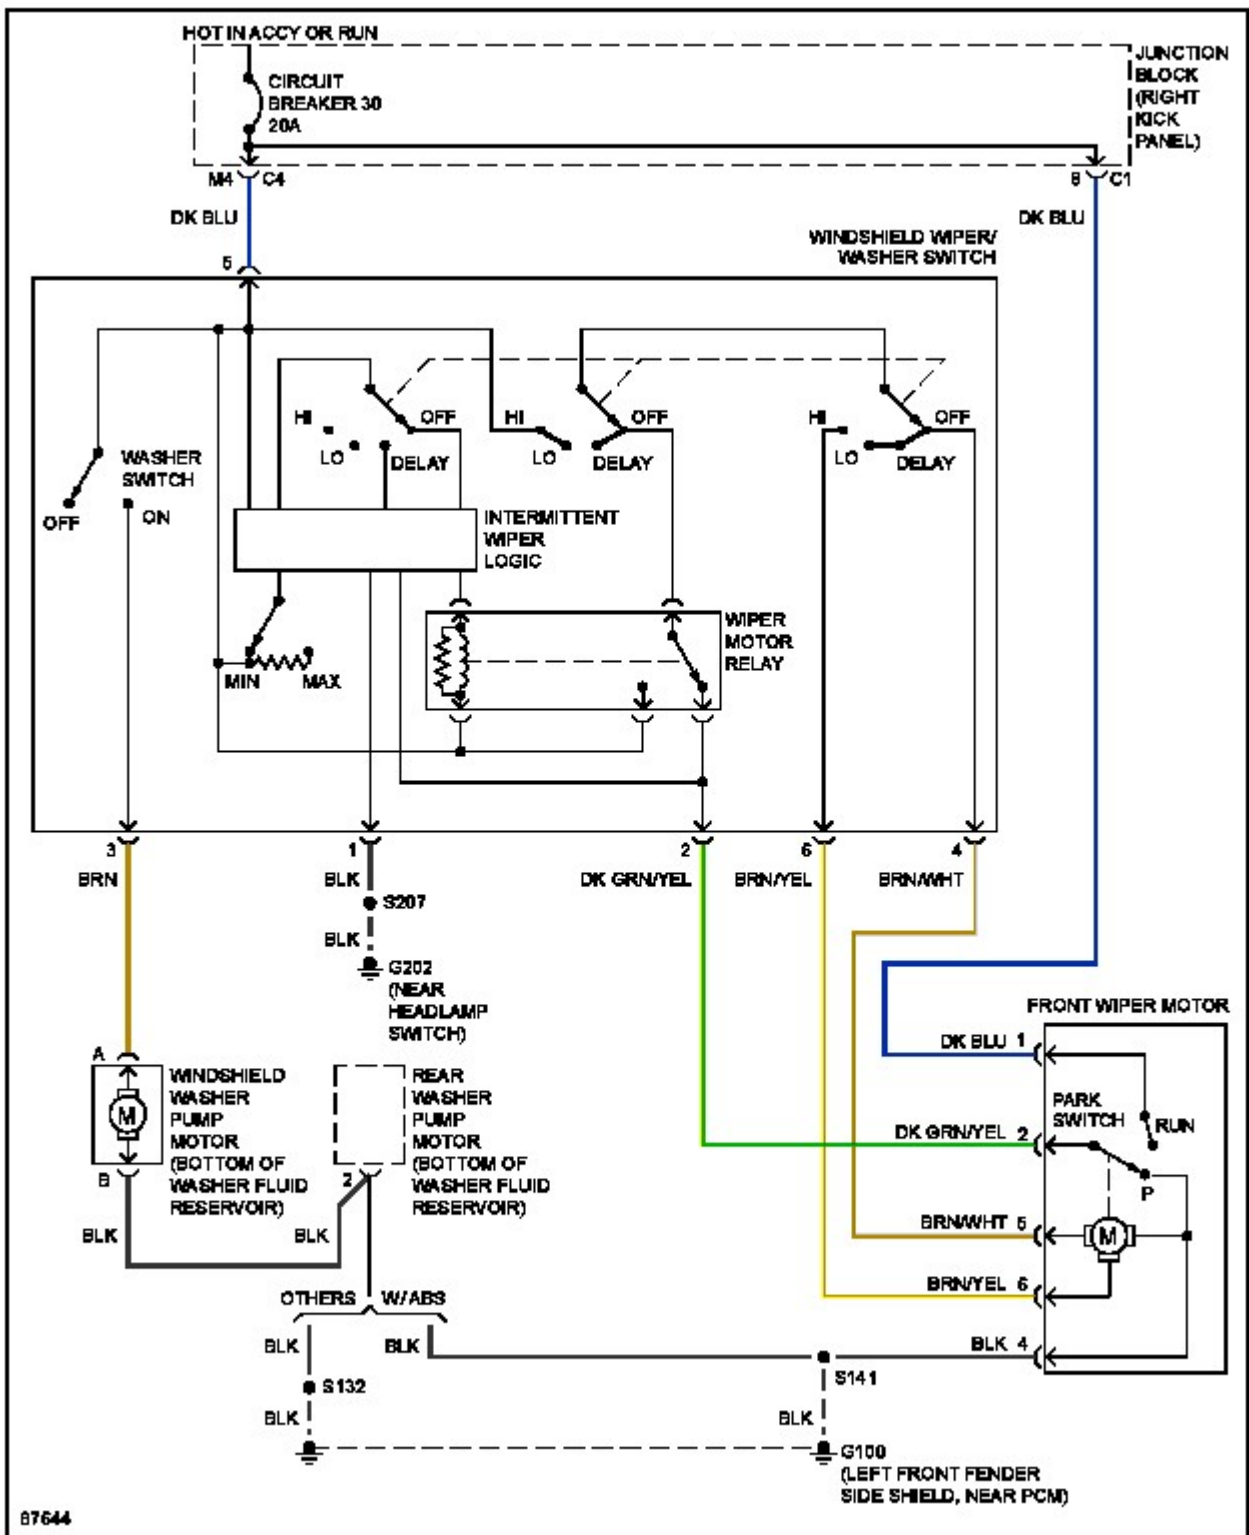 HOT IN ACCY OR RUN
JUNCTION
BLOCK
(RIGHT
KICK
PANEL)
CIRCUIT
BREAKER 30
20A
M4 C4
8 C1
DK BLU
DK BLU
WINDSHIELD WIPER/
WASHER SWITCH
5
HI
OFF
LO
DELAY
HI
OFF
LO
DELAY
HI
OFF
LO
DELAY
WASHER
SWITCH
OFF
ON
INTERMITTENT
WIPER
LOGIC
WIPER
MOTOR
RELAY
MIN
MAX
3
1
2
6
4
BRN
BLK
DK GRN/YEL
BRN/YEL
BRN/WHT
S207
BLK
G202
(NEAR
HEADLAMP
SWITCH)
FRONT WIPER MOTOR
DK BLU 1
PARK
SWITCH
RUN
DK GRN/YEL 2
P
BRN/WHT 5
M
BRN/YEL 6
BLK 4
A
M
B
WINDSHIELD
WASHER
PUMP
MOTOR
(BOTTOM OF
WASHER FLUID
RESERVOIR)
REAR
WASHER
PUMP
MOTOR
(BOTTOM OF
WASHER FLUID
RESERVOIR)
2
BLK
BLK
OTHERS
W/ABS
BLK
BLK
S132
S141
BLK
BLK
G100
(LEFT FRONT FENDER
SIDE SHIELD, NEAR PCM)
87644